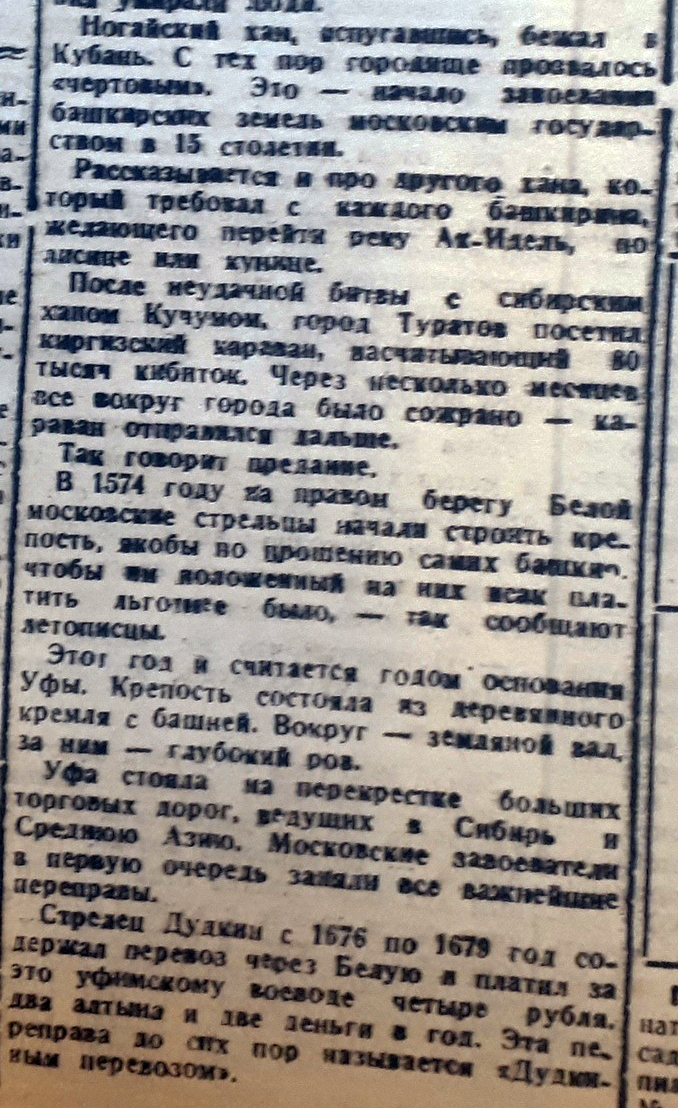 умирали люди.
Ногайский хан, испугавшись, бежал в
Кубань. С тех пор городище прозвалось
«чертовым». Это — начало завоевания
башкирских земель московским государ-
ством в 15 столетии.
Рассказывается и про другого хана, ко-
торый требовал с каждого башкирина,
желающего перейти реку Ак-Идель, по
лисице или кунице.
После неудачной битвы с сибирским
ханом Кучумом, город Туратов посетил
киргизский караван, насчитывающий 80
тысяч кибиток. Через несколько месяцев
все вокруг города было сожрано — ка-
раван отправился дальше.
Так говорит предание.
В 1574 году на правом берегу Белой
московские стрельцы начали строить кре-
пость, якобы по прошению самих башкир,
чтобы им положенный на них ясак пла-
тить льготнее было, — так сообщают
летописцы.
Этот год и считается годом основания
Уфы. Крепость состояла из деревянного
кремля с башней. Вокруг — земляной вал,
за ним — глубокий ров.
Уфа стояла на перекрестке больших
торговых дорог, ведущих в Сибирь и
Среднюю Азию. Московские завоеватели
в первую очередь заняли все важнейшие
переправы.
Стрелец Дудкин с 1676 по 1679 год со-
держал перевоз через Белую и платил за
это уфимскому воеводе четыре рубля,
два алтына и две деньги в год. Эта пе-
реправа до сих пор называется «Дудки-
ным перевозом».